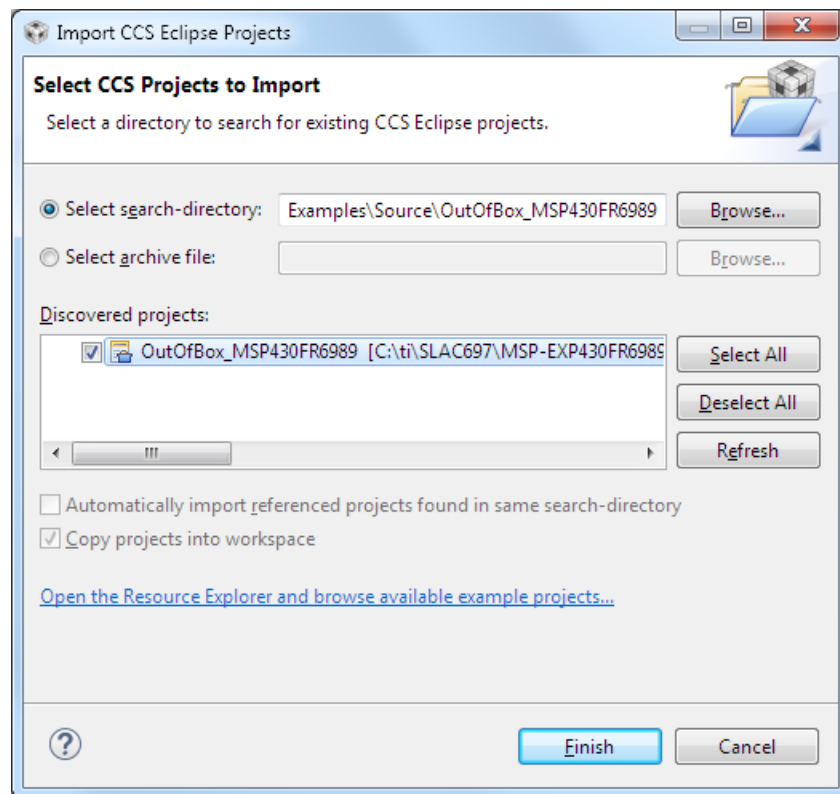 Import CCS Eclipse Projects
Select CCS Projects to Import
Select a directory to search for existing CCS Eclipse projects.
Select search-directory: Examples\Source\OutOfBox_MSP430FR6989 Browse...
Select archive file: Browse...
Discovered projects:
OutOfBox_MSP430FR6989 [C:\ti\SLAC697\MSP-EXP430FR6989 Select All
Deselect All
Refresh
Automatically import referenced projects found in same search-directory
Copy projects into workspace
Open the Resource Explorer and browse available example projects...
? Finish Cancel